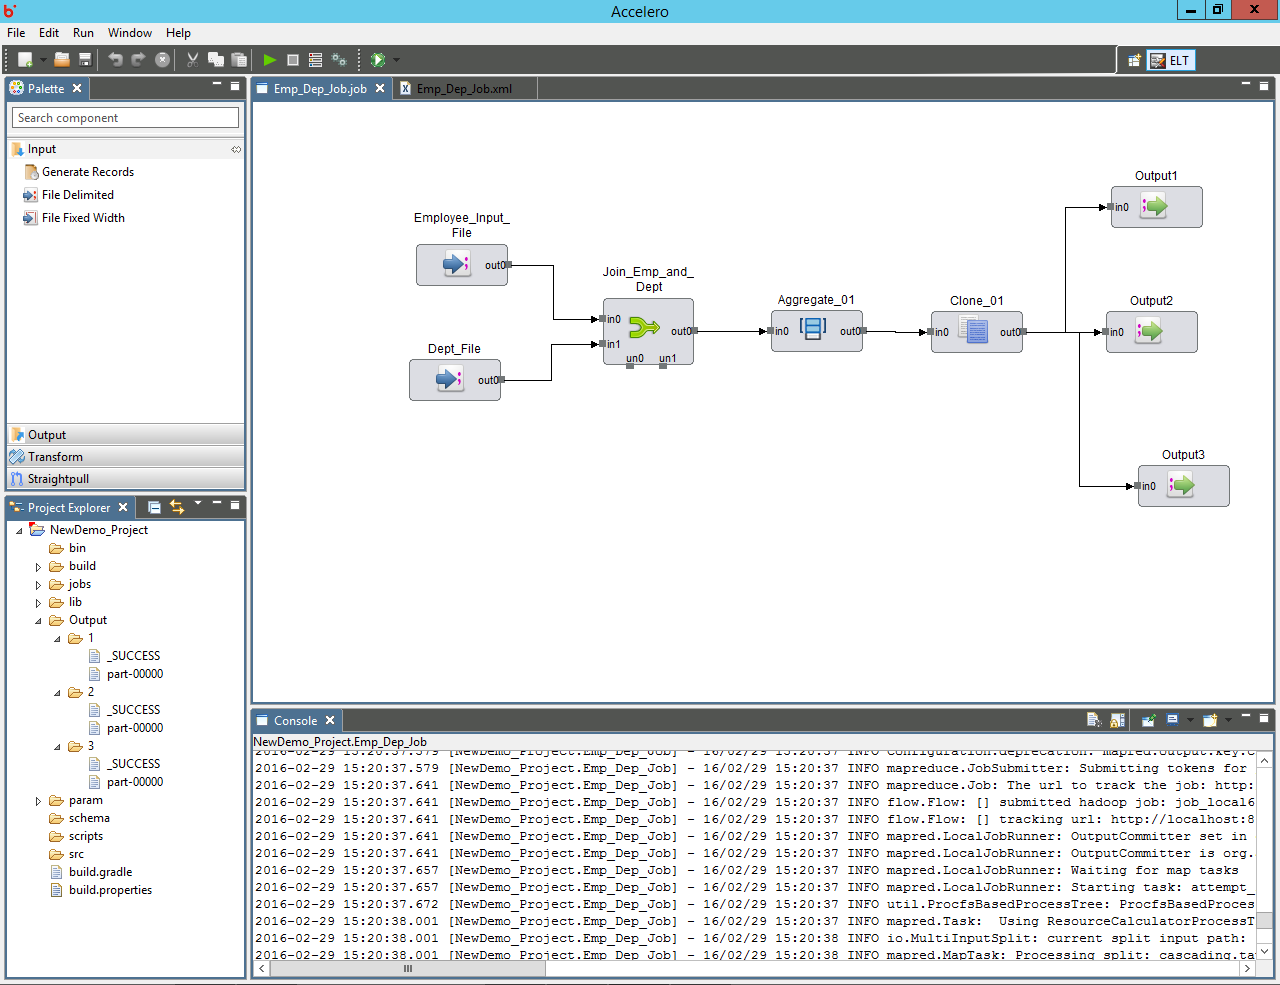 Accelero
File Edit Run Window Help
ELT
Palette
Search component
Input
Generate Records
File Delimited
File Fixed Width
Output
Transform
Straightpull
Project Explorer
NewDemo_Project
bin
build
jobs
lib
Output
1
_SUCCESS
part-00000
2
_SUCCESS
part-00000
3
_SUCCESS
part-00000
param
schema
scripts
src
build.gradle
build.properties
Emp_Dep_Job.job Emp_Dep_Job.xml
Employee_Input_
File
out0
Dept_File
out0
Join_Emp_and_
Dept
in0
in1
out0
un0 un1
Aggregate_01
in0 out0
Clone_01
in0 out0
Output1
in0
Output2
in0
Output3
in0
Console
NewDemo_Project.Emp_Dep_Job
2016-02-29 15:20:37.579 [NewDemo_Project.Emp_Dep_Job] - 16/02/29 15:20:37 INFO Configuration.deprecation: mapred.output.key.c
2016-02-29 15:20:37.579 [NewDemo_Project.Emp_Dep_Job] - 16/02/29 15:20:37 INFO mapreduce.JobSubmitter: Submitting tokens for
2016-02-29 15:20:37.641 [NewDemo_Project.Emp_Dep_Job] - 16/02/29 15:20:37 INFO mapreduce.Job: The url to track the job: http:
2016-02-29 15:20:37.641 [NewDemo_Project.Emp_Dep_Job] - 16/02/29 15:20:37 INFO flow.Flow: [] submitted hadoop job: job_local6
2016-02-29 15:20:37.641 [NewDemo_Project.Emp_Dep_Job] - 16/02/29 15:20:37 INFO flow.Flow: [] tracking url: http://localhost:8
2016-02-29 15:20:37.641 [NewDemo_Project.Emp_Dep_Job] - 16/02/29 15:20:37 INFO mapred.LocalJobRunner: OutputCommitter set in
2016-02-29 15:20:37.641 [NewDemo_Project.Emp_Dep_Job] - 16/02/29 15:20:37 INFO mapred.LocalJobRunner: OutputCommitter is org.
2016-02-29 15:20:37.657 [NewDemo_Project.Emp_Dep_Job] - 16/02/29 15:20:37 INFO mapred.LocalJobRunner: Waiting for map tasks
2016-02-29 15:20:37.657 [NewDemo_Project.Emp_Dep_Job] - 16/02/29 15:20:37 INFO mapred.LocalJobRunner: Starting task: attempt_
2016-02-29 15:20:37.672 [NewDemo_Project.Emp_Dep_Job] - 16/02/29 15:20:37 INFO util.ProcfsBasedProcessTree: ProcfsBasedProces
2016-02-29 15:20:38.001 [NewDemo_Project.Emp_Dep_Job] - 16/02/29 15:20:38 INFO mapred.Task:  Using ResourceCalculatorProcessT
2016-02-29 15:20:38.001 [NewDemo_Project.Emp_Dep_Job] - 16/02/29 15:20:38 INFO io.MultiInputSplit: current split input path:
2016-02-29 15:20:38.001 [NewDemo_Project.Emp_Dep_Job] - 16/02/29 15:20:38 INFO mapred.MapTask: Processing split: cascading.ta